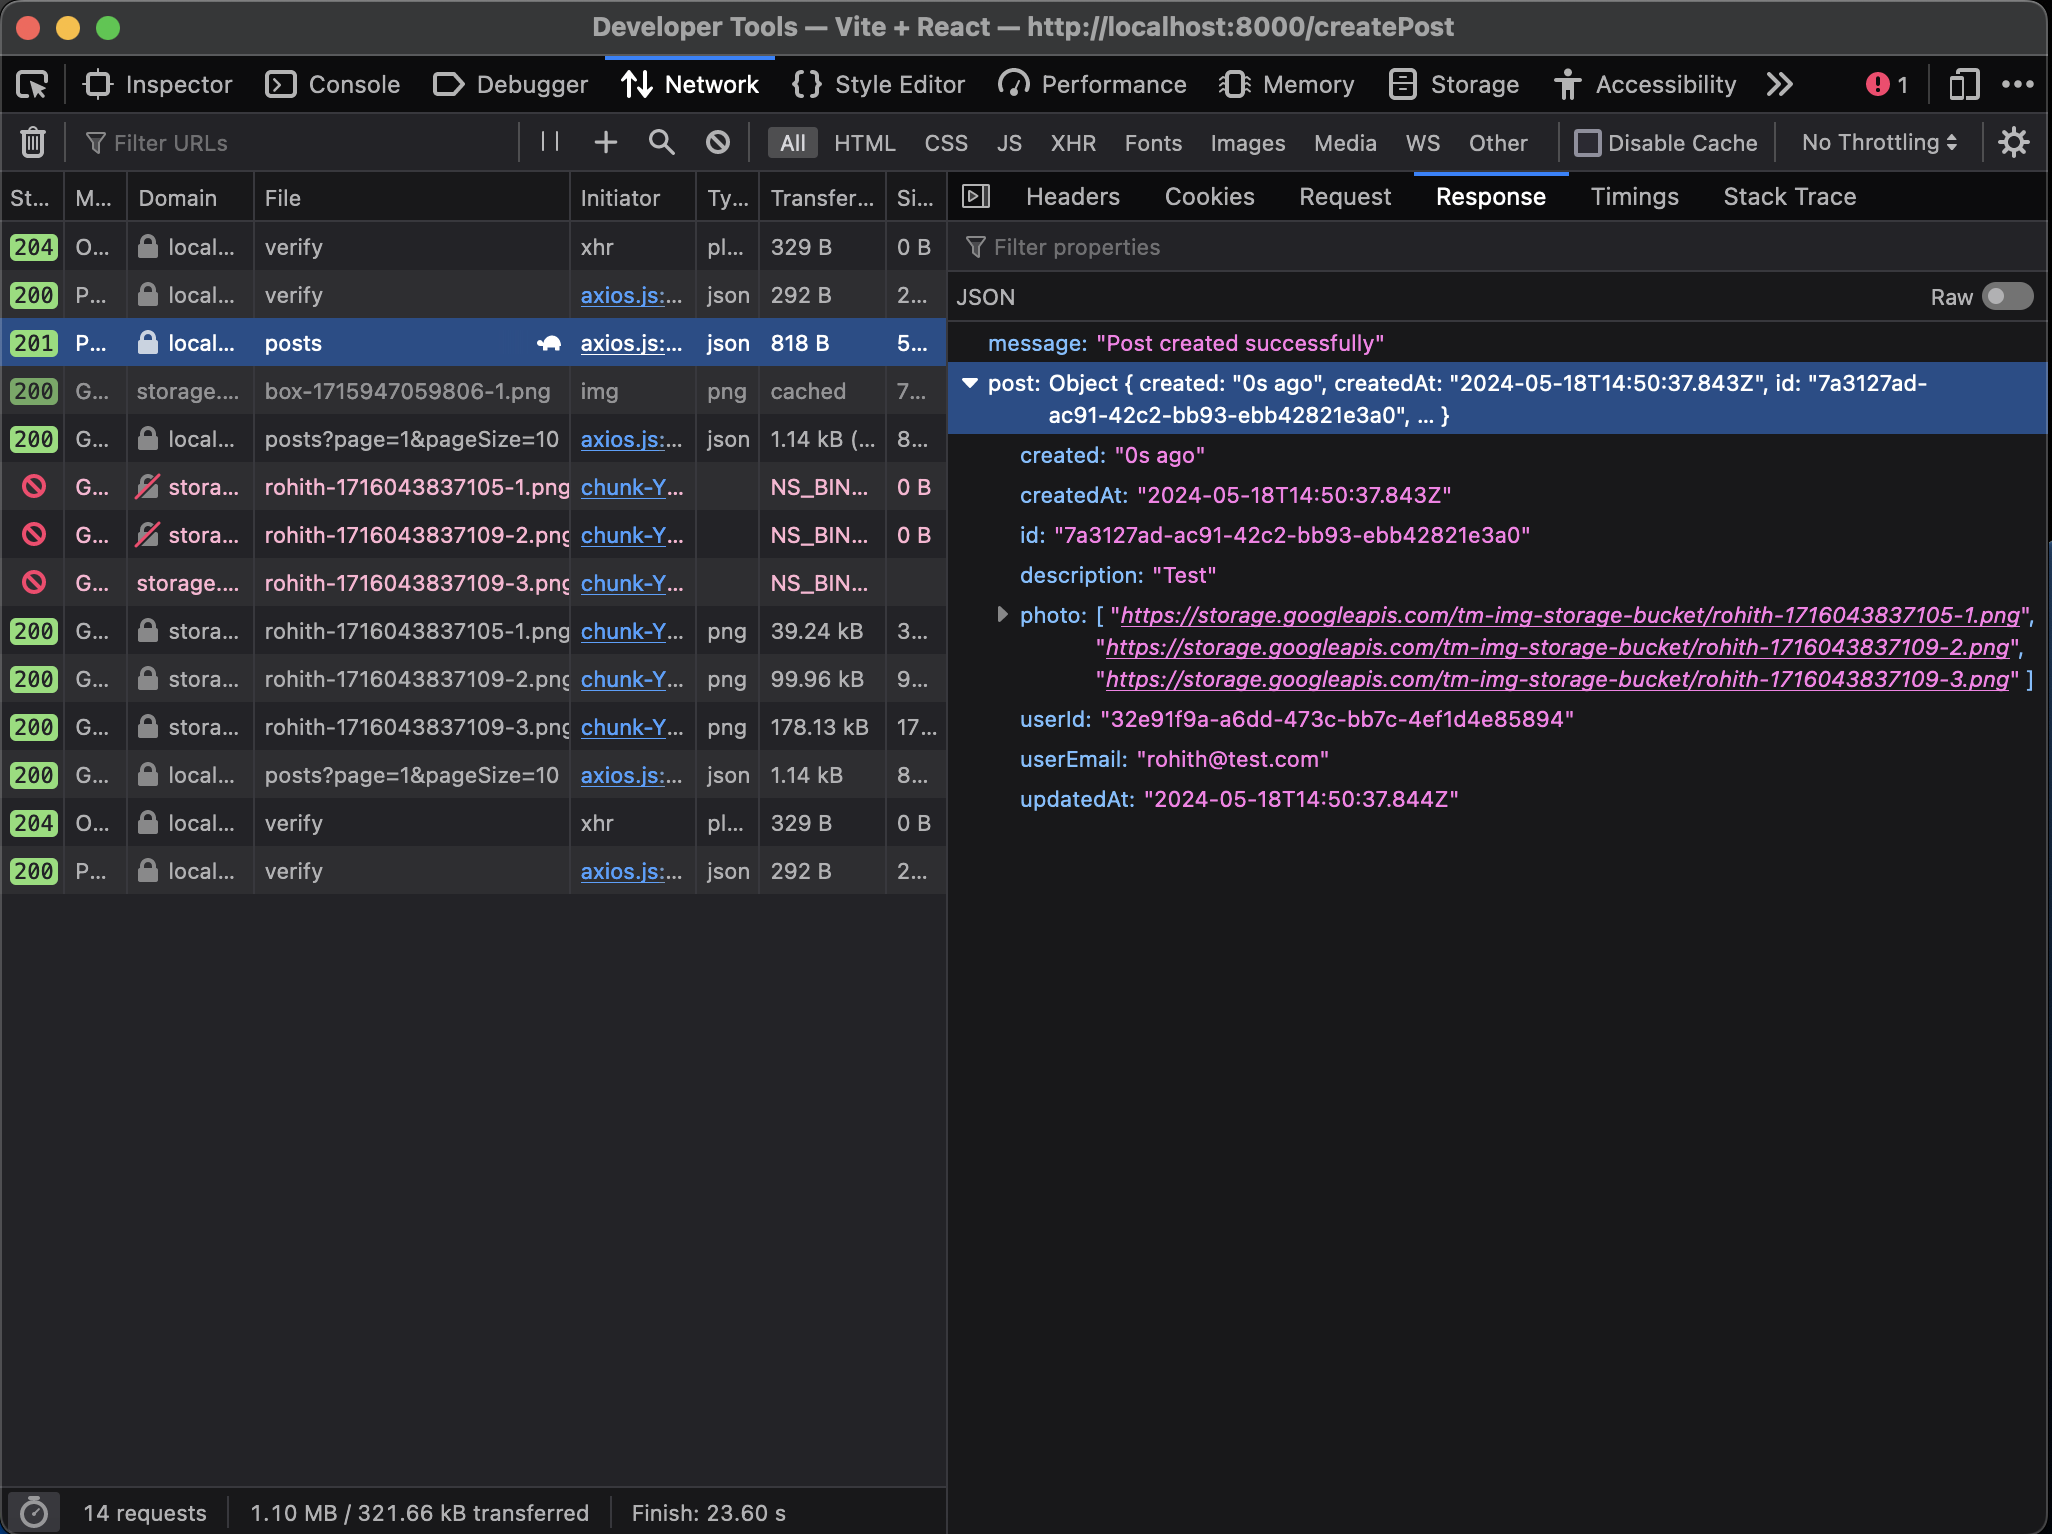 Developer Tools — Vite + React — http://localhost:8000/createPost
Inspector Console Debugger Network Style Editor Performance Memory Storage Accessibility 1
Filter URLs All HTML CSS JS XHR Fonts Images Media WS Other Disable Cache No Throttling
St... M... Domain File Initiator Ty... Transfer... Si...
204 O... local... verify xhr pl... 329 B 0 B
200 P... local... verify axios.js:... json 292 B 2...
201 P... local... posts axios.js:... json 818 B 5...
200 G... storage.... box-1715947059806-1.png img png cached 7...
200 G... local... posts?page=1&pageSize=10 axios.js:... json 1.14 kB (... 8...
G... stora... rohith-1716043837105-1.png chunk-Y... NS_BIN... 0 B
G... stora... rohith-1716043837109-2.png chunk-Y... NS_BIN... 0 B
G... storage.... rohith-1716043837109-3.png chunk-Y... NS_BIN...
200 G... stora... rohith-1716043837105-1.png chunk-Y... png 39.24 kB 3...
200 G... stora... rohith-1716043837109-2.png chunk-Y... png 99.96 kB 9...
200 G... stora... rohith-1716043837109-3.png chunk-Y... png 178.13 kB 17...
200 G... local... posts?page=1&pageSize=10 axios.js:... json 1.14 kB 8...
204 O... local... verify xhr pl... 329 B 0 B
200 P... local... verify axios.js:... json 292 B 2...
14 requests 1.10 MB / 321.66 kB transferred Finish: 23.60 s
Headers Cookies Request Response Timings Stack Trace
Filter properties
JSON Raw
message: "Post created successfully"
post: Object { created: "0s ago", createdAt: "2024-05-18T14:50:37.843Z", id: "7a3127ad-
ac91-42c2-bb93-ebb42821e3a0", ... }
created: "0s ago"
createdAt: "2024-05-18T14:50:37.843Z"
id: "7a3127ad-ac91-42c2-bb93-ebb42821e3a0"
description: "Test"
photo: [ "https://storage.googleapis.com/tm-img-storage-bucket/rohith-1716043837105-1.png",
"https://storage.googleapis.com/tm-img-storage-bucket/rohith-1716043837109-2.png",
"https://storage.googleapis.com/tm-img-storage-bucket/rohith-1716043837109-3.png" ]
userId: "32e91f9a-a6dd-473c-bb7c-4ef1d4e85894"
userEmail: "rohith@test.com"
updatedAt: "2024-05-18T14:50:37.844Z"